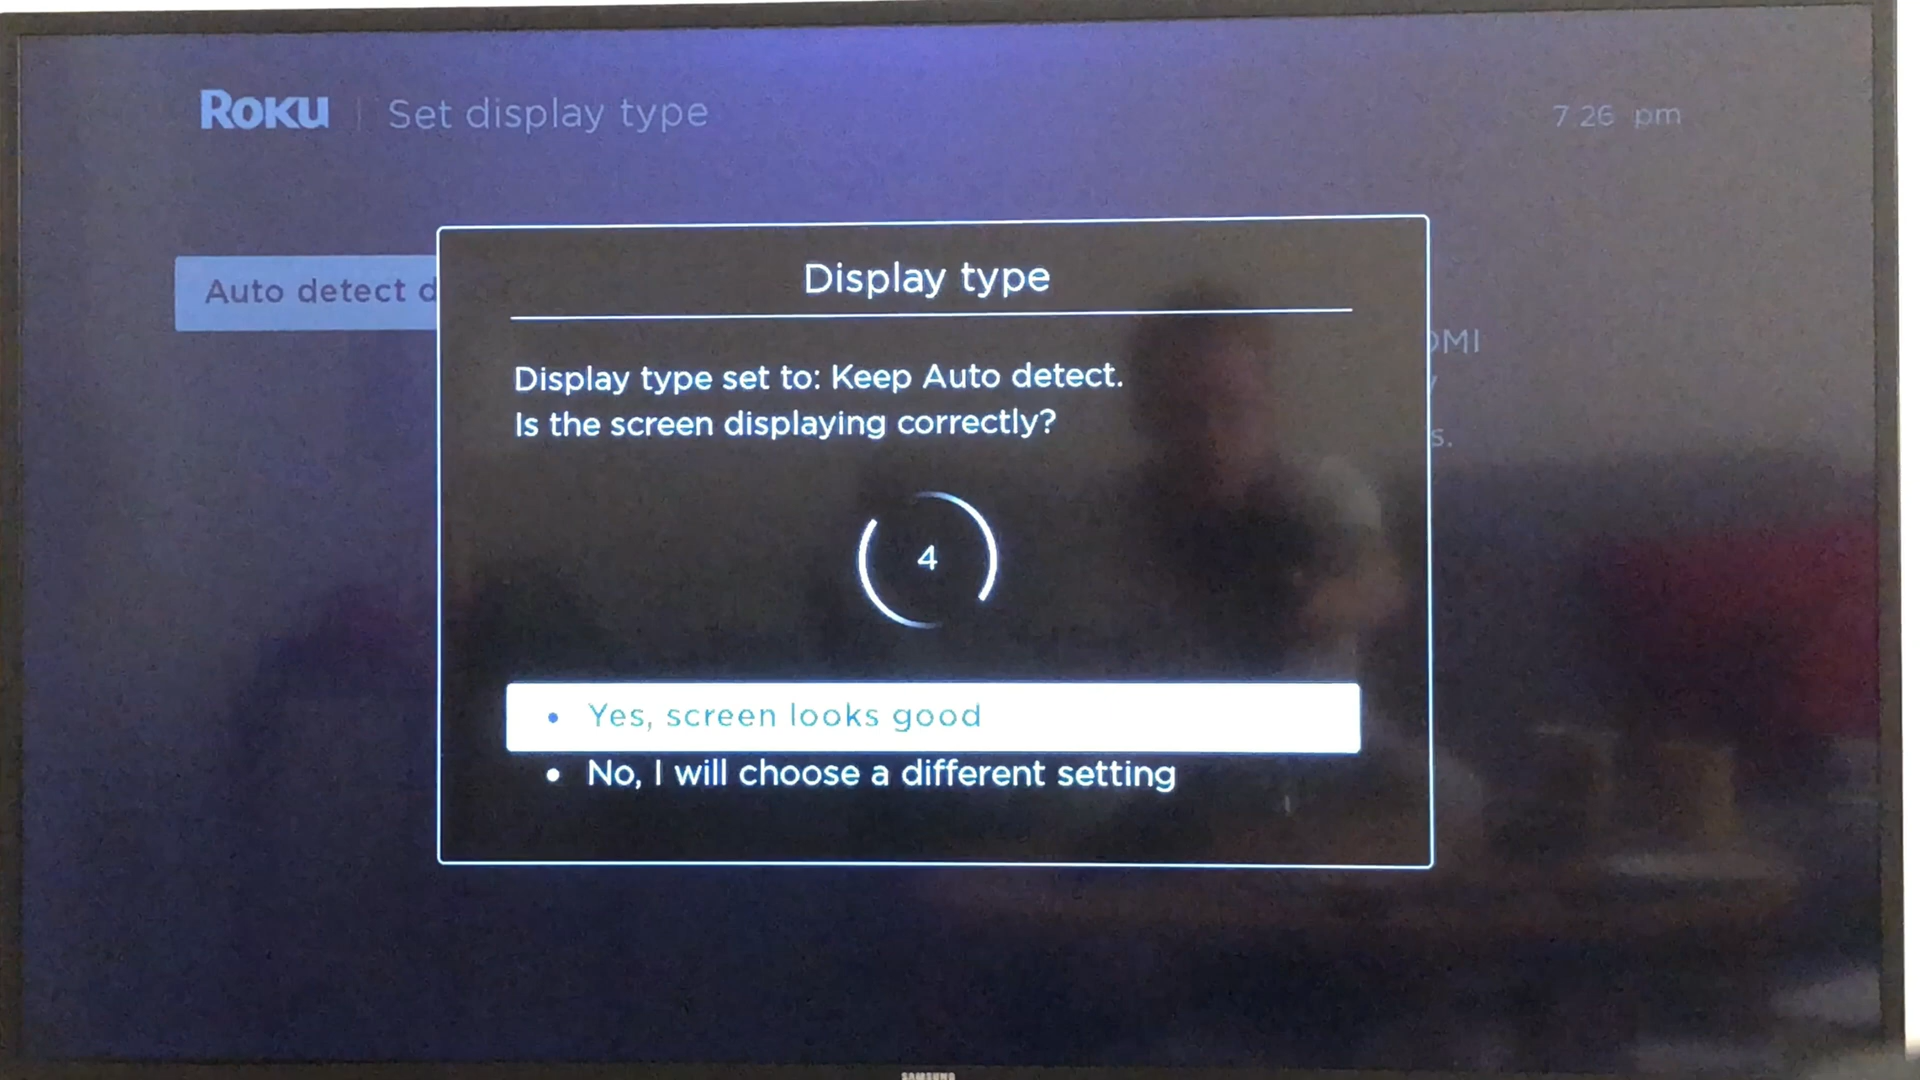 Roku | Set display type
7 26 pm
Auto detect d
Display type
DMI
Display type set to: Keep Auto detect.
Is the screen displaying correctly?
s.
4
Yes, screen looks good
No, I will choose a different setting
SAMSUNG